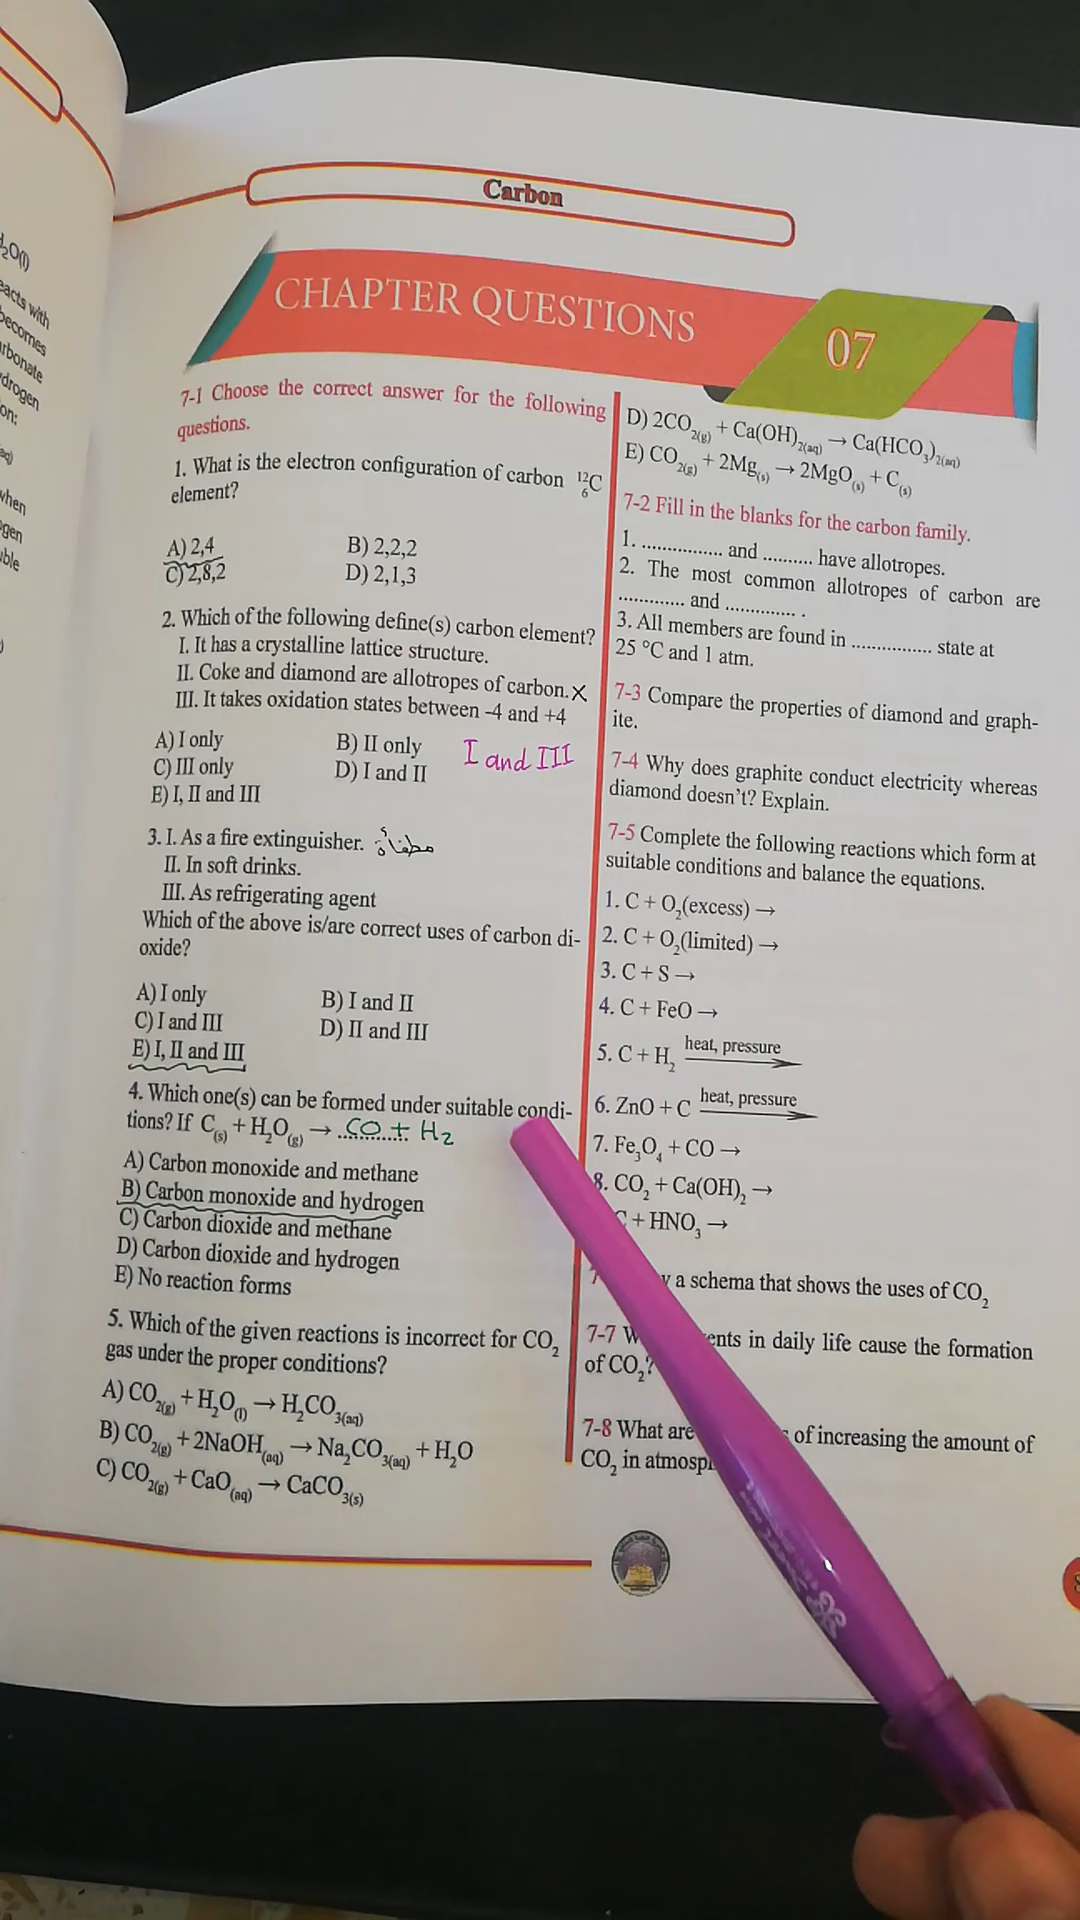 H₂O(l)
eacts with
becomes
rbonate
drogen
on:
aq)
when
gen
uble
Carbon
CHAPTER QUESTIONS
07
7-1 Choose the correct answer for the following
questions.
1. What is the electron configuration of carbon ¹²₆C
element?
A) 2,4 B) 2,2,2
C) 2,8,2 D) 2,1,3
2. Which of the following define(s) carbon element?
I. It has a crystalline lattice structure.
II. Coke and diamond are allotropes of carbon. X
III. It takes oxidation states between -4 and +4
A) I only B) II only I and III
C) III only D) I and II
E) I, II and III
3. I. As a fire extinguisher.
II. In soft drinks.
III. As refrigerating agent
Which of the above is/are correct uses of carbon di-
oxide?
A) I only B) I and II
C) I and III D) II and III
E) I, II and III
4. Which one(s) can be formed under suitable condi-
tions? If C(s) + H₂O(g) → CO + H₂
A) Carbon monoxide and methane
B) Carbon monoxide and hydrogen
C) Carbon dioxide and methane
D) Carbon dioxide and hydrogen
E) No reaction forms
5. Which of the given reactions is incorrect for CO₂
gas under the proper conditions?
A) CO₂(g) + H₂O(l) → H₂CO₃(aq)
B) CO₂(g) + 2NaOH(aq) → Na₂CO₃(aq) + H₂O
C) CO₂(g) + CaO(aq) → CaCO₃(s)
D) 2CO₂(g) + Ca(OH)₂(aq) → Ca(HCO₃)₂(aq)
E) CO₂(g) + 2Mg(s) → 2MgO(s) + C(s)
7-2 Fill in the blanks for the carbon family.
1. ................ and .......... have allotropes.
2. The most common allotropes of carbon are
............. and .............. .
3. All members are found in ................ state at
25 °C and 1 atm.
7-3 Compare the properties of diamond and graph-
ite.
7-4 Why does graphite conduct electricity whereas
diamond doesn't? Explain.
7-5 Complete the following reactions which form at
suitable conditions and balance the equations.
1. C + O₂(excess) →
2. C + O₂(limited) →
3. C + S →
4. C + FeO →
5. C + H₂ heat, pressure →
6. ZnO + C heat, pressure →
7. Fe₃O₄ + CO →
8. CO₂ + Ca(OH)₂ →
C + HNO₃ →
a schema that shows the uses of CO₂
7-7 W ents in daily life cause the formation
of CO₂?
7-8 What are of increasing the amount of
CO₂ in atmosp